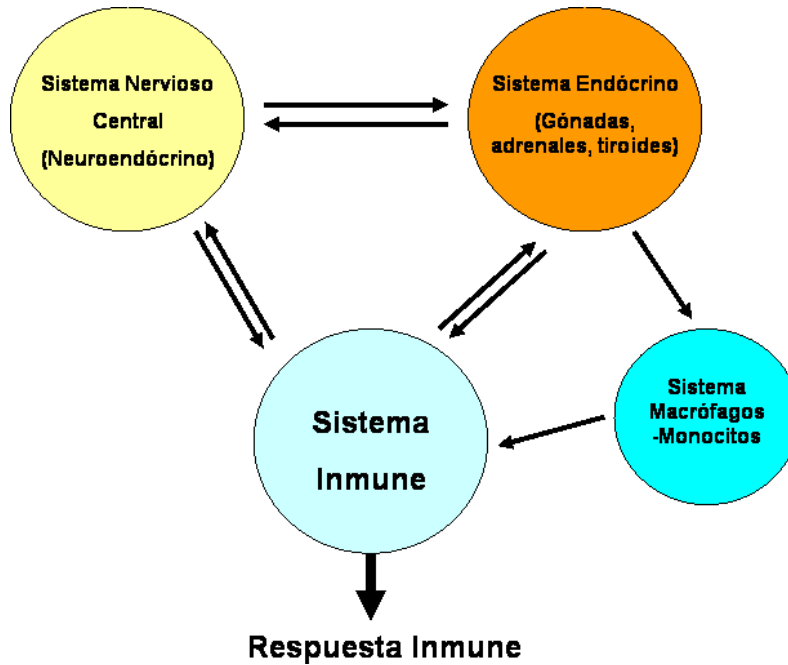 Sistema Nervioso
Central
(Neuroendócrino)
Sistema Endócrino
(Gónadas,
adrenales, tiroides)
Sistema
Inmune
Sistema
Macrófagos
-Monocitos
Respuesta Inmune